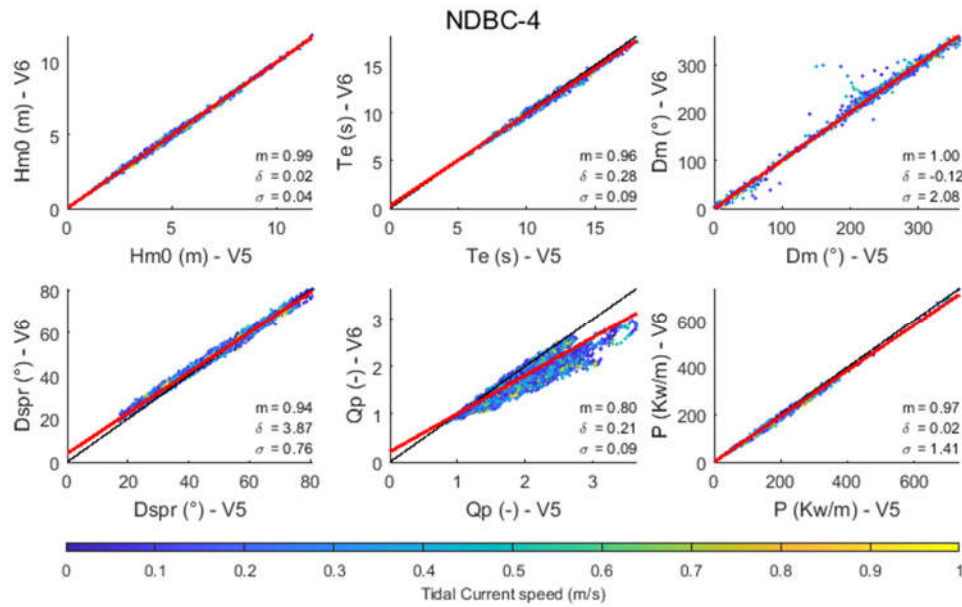 NDBC-4
Hm0 (m) - V6
10
5
0
0
5
10
m = 0.99
δ = 0.02
σ = 0.04
Hm0 (m) - V5
Te (s) - V6
15
10
5
0
0
5
10
15
m = 0.96
δ = 0.28
σ = 0.09
Te (s) - V5
Dm (°) - V6
300
200
100
0
0
100
200
300
m = 1.00
δ = -0.12
σ = 2.08
Dm (°) - V5
Dspr (°) - V6
80
60
40
20
0
0
20
40
60
80
m = 0.94
δ = 3.87
σ = 0.76
Dspr (°) - V5
Qp (-) - V6
3
2
1
0
0
1
2
3
m = 0.80
δ = 0.21
σ = 0.09
Qp (-) - V5
P (Kw/m) - V6
600
400
200
0
0
200
400
600
m = 0.97
δ = 0.02
σ = 1.41
P (Kw/m) - V5
0 0.1 0.2 0.3 0.4 0.5 0.6 0.7 0.8 0.9 1
Tidal Current speed (m/s)